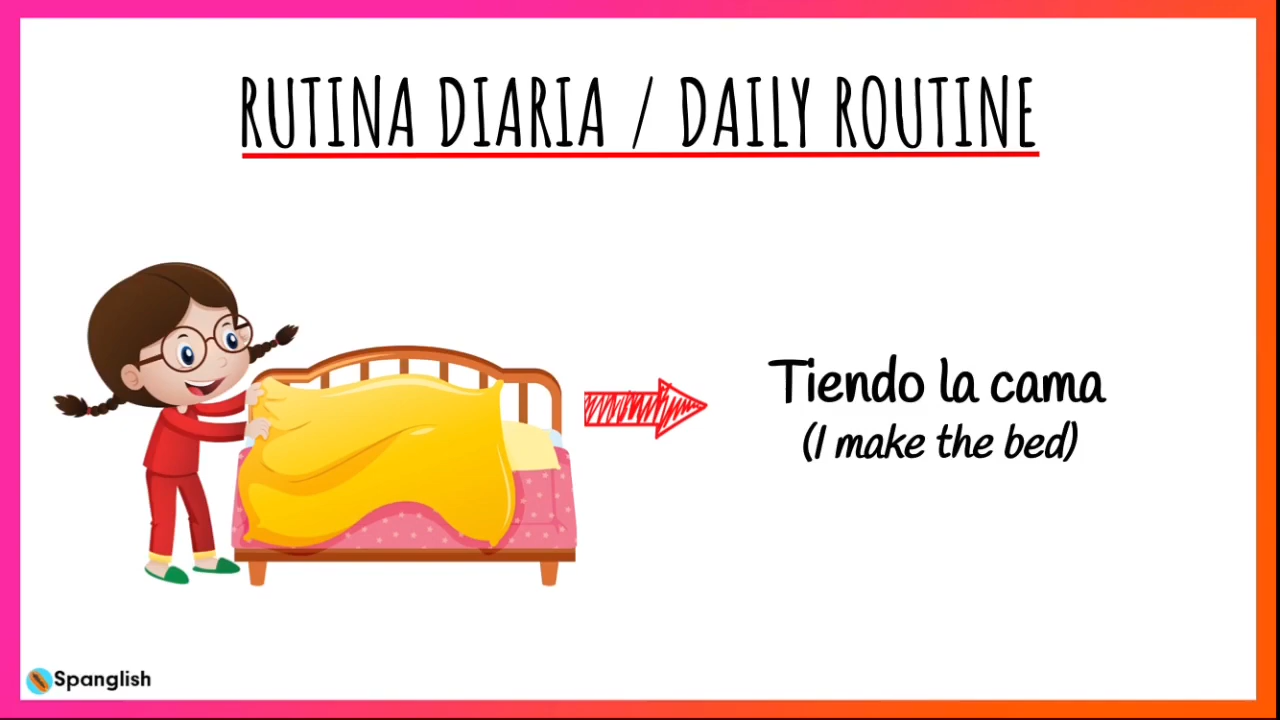 RUTINA DIARIA / DAILY ROUTINE
Tiendo la cama
(I make the bed)
Spanglish